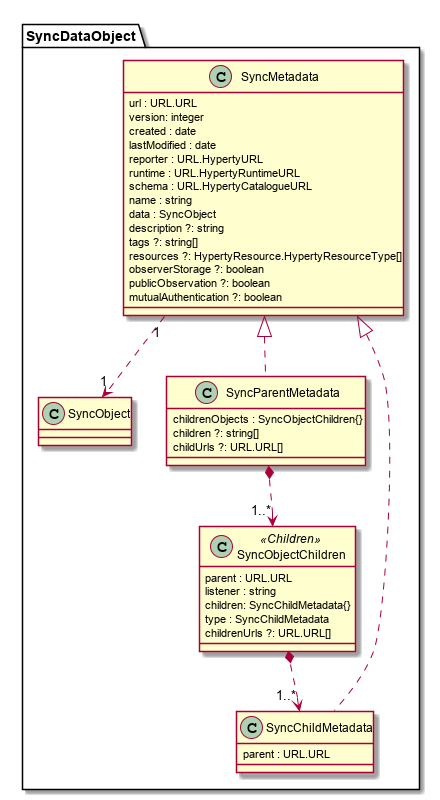 SyncDataObject
C SyncMetadata
url : URL.URL
version: integer
created : date
lastModified : date
reporter : URL.HypertyURL
runtime : URL.HypertyRuntimeURL
schema : URL.HypertyCatalogueURL
name : string
data : SyncObject
description ?: string
tags ?: string[]
resources ?: HypertyResource.HypertyResourceType[]
observerStorage ?: boolean
publicObservation ?: boolean
mutualAuthentication ?: boolean
1
1
C SyncObject
C SyncParentMetadata
childrenObjects : SyncObjectChildren{}
children ?: string[]
childUrls ?: URL.URL[]
1..*
«Children»
C SyncObjectChildren
parent : URL.URL
listener : string
children: SyncChildMetadata{}
type : SyncChildMetadata
childrenUrls ?: URL.URL[]
1..*
C SyncChildMetadata
parent : URL.URL